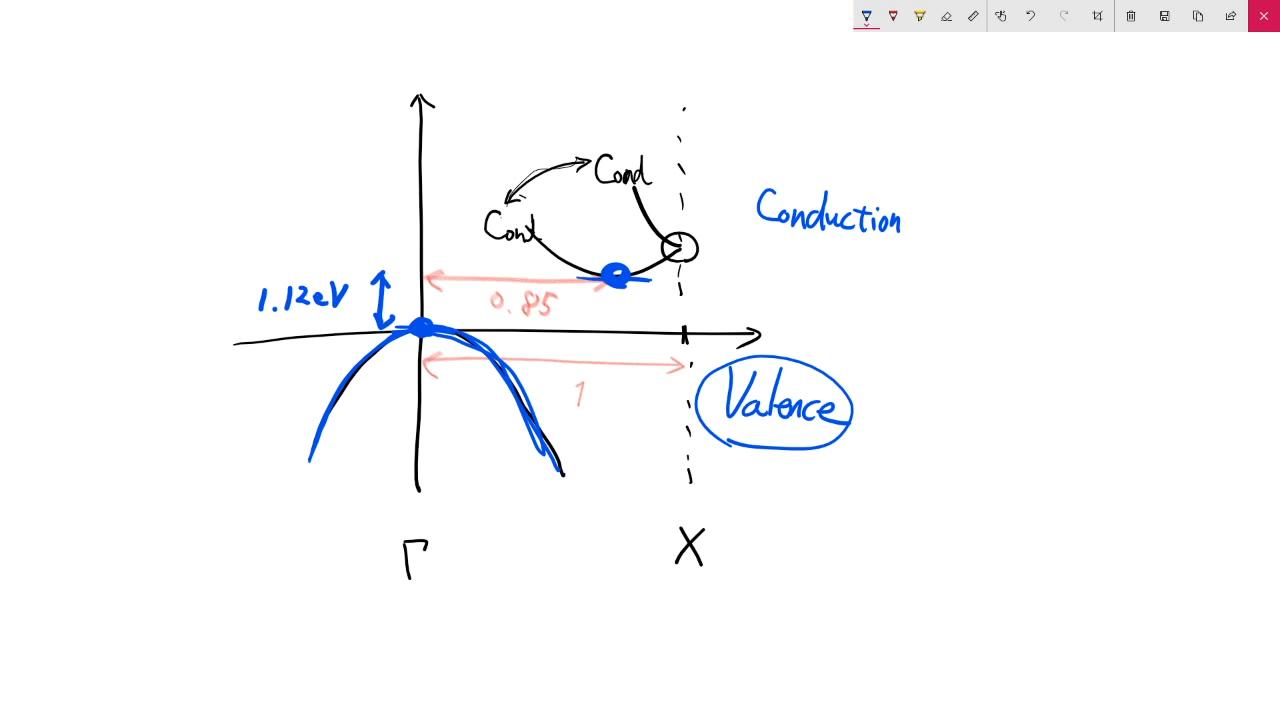 Cond
Cond
Conduction
1.12eV
0.85
1
Valence
Γ
X